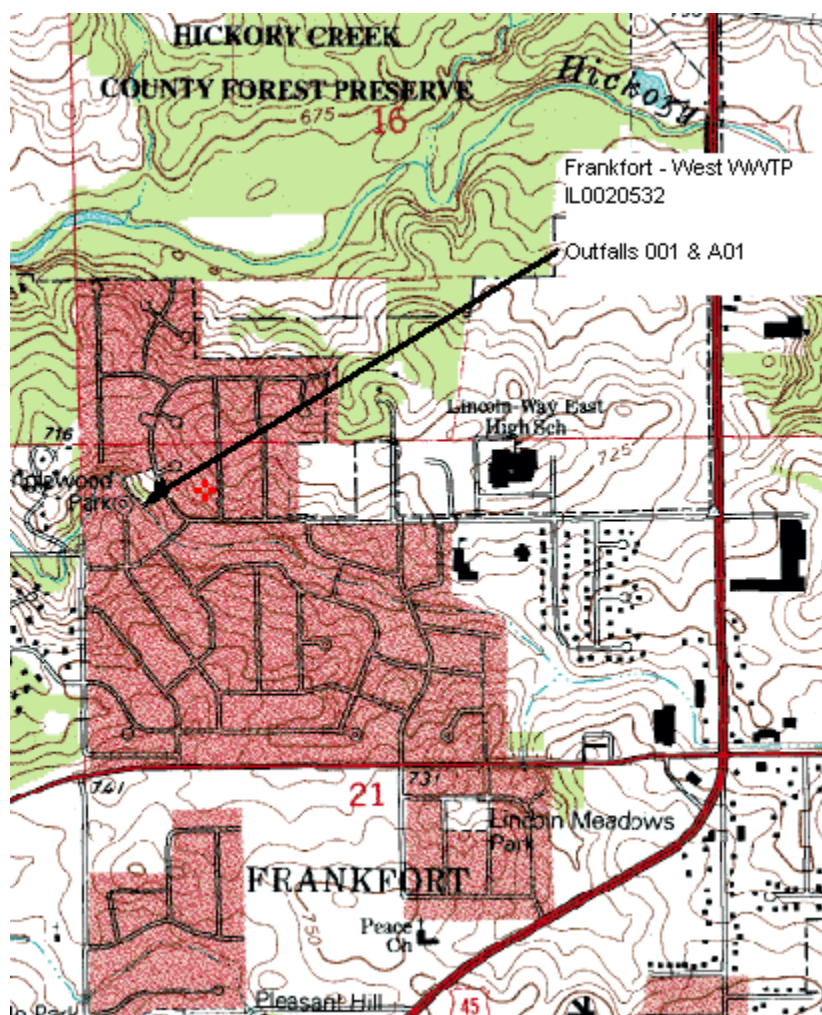 HICKORY CREEK
COUNTY FOREST PRESERVE
Hickory
675
16
Frankfort - West WWTP
IL0020532
Outfalls 001 & A01
716
Lincoln-Way East
High Sch
725
Park
741
731
21
Lincoln Meadows
Park
FRANKFORT
750
Peace
Ch
Pleasant Hill
45
Park